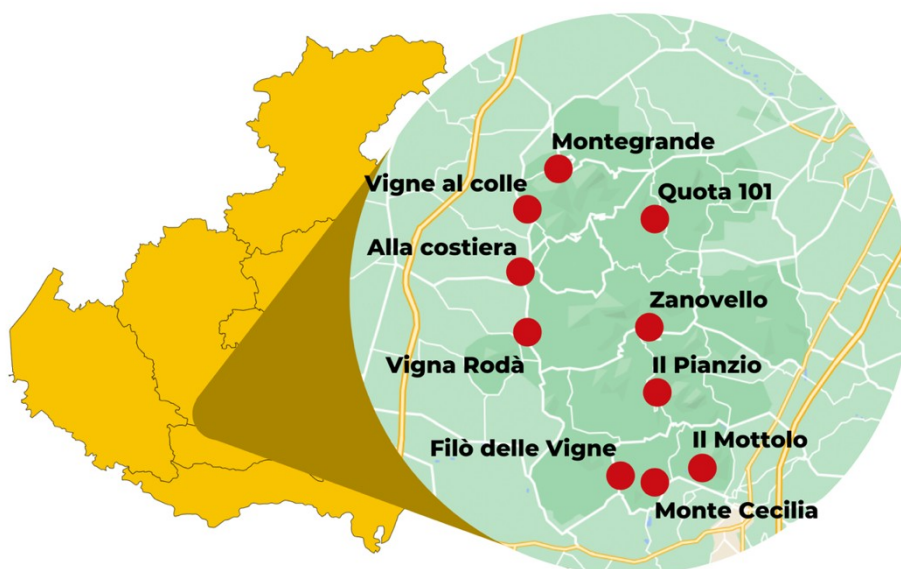 Montegrande
Vigne al colle
Quota 101
Alla costiera
Zanovello
Vigna Rodà
Il Pianzio
Il Mottolo
Filò delle Vigne
Monte Cecilia